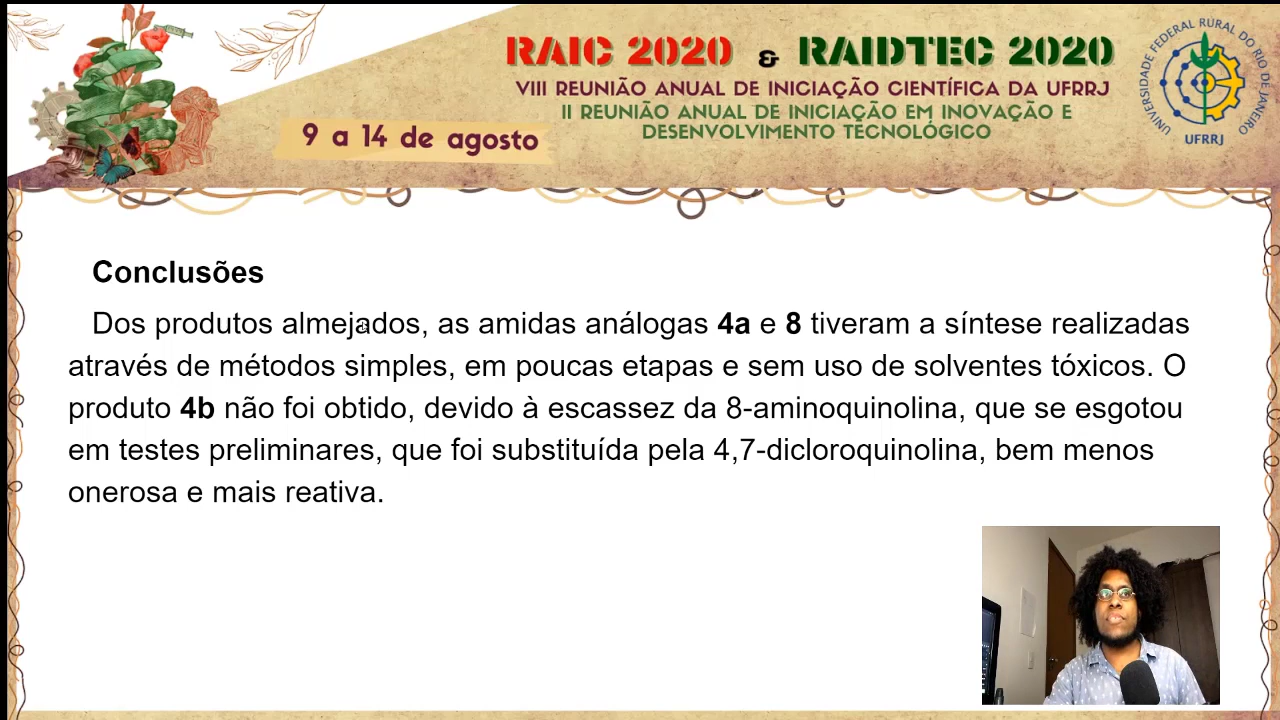 RAIC 2020 & RAIDTEC 2020
VIII REUNIÃO ANUAL DE INICIAÇÃO CIENTÍFICA DA UFRRJ
II REUNIÃO ANUAL DE INICIAÇÃO EM INOVAÇÃO E
DESENVOLVIMENTO TECNOLÓGICO
9 a 14 de agosto
UNIVERSIDADE FEDERAL RURAL DO RIO DE JANEIRO
UFRRJ
Conclusões
Dos produtos almejados, as amidas análogas 4a e 8 tiveram a síntese realizadas
através de métodos simples, em poucas etapas e sem uso de solventes tóxicos. O
produto 4b não foi obtido, devido à escassez da 8-aminoquinolina, que se esgotou
em testes preliminares, que foi substituída pela 4,7-dicloroquinolina, bem menos
onerosa e mais reativa.